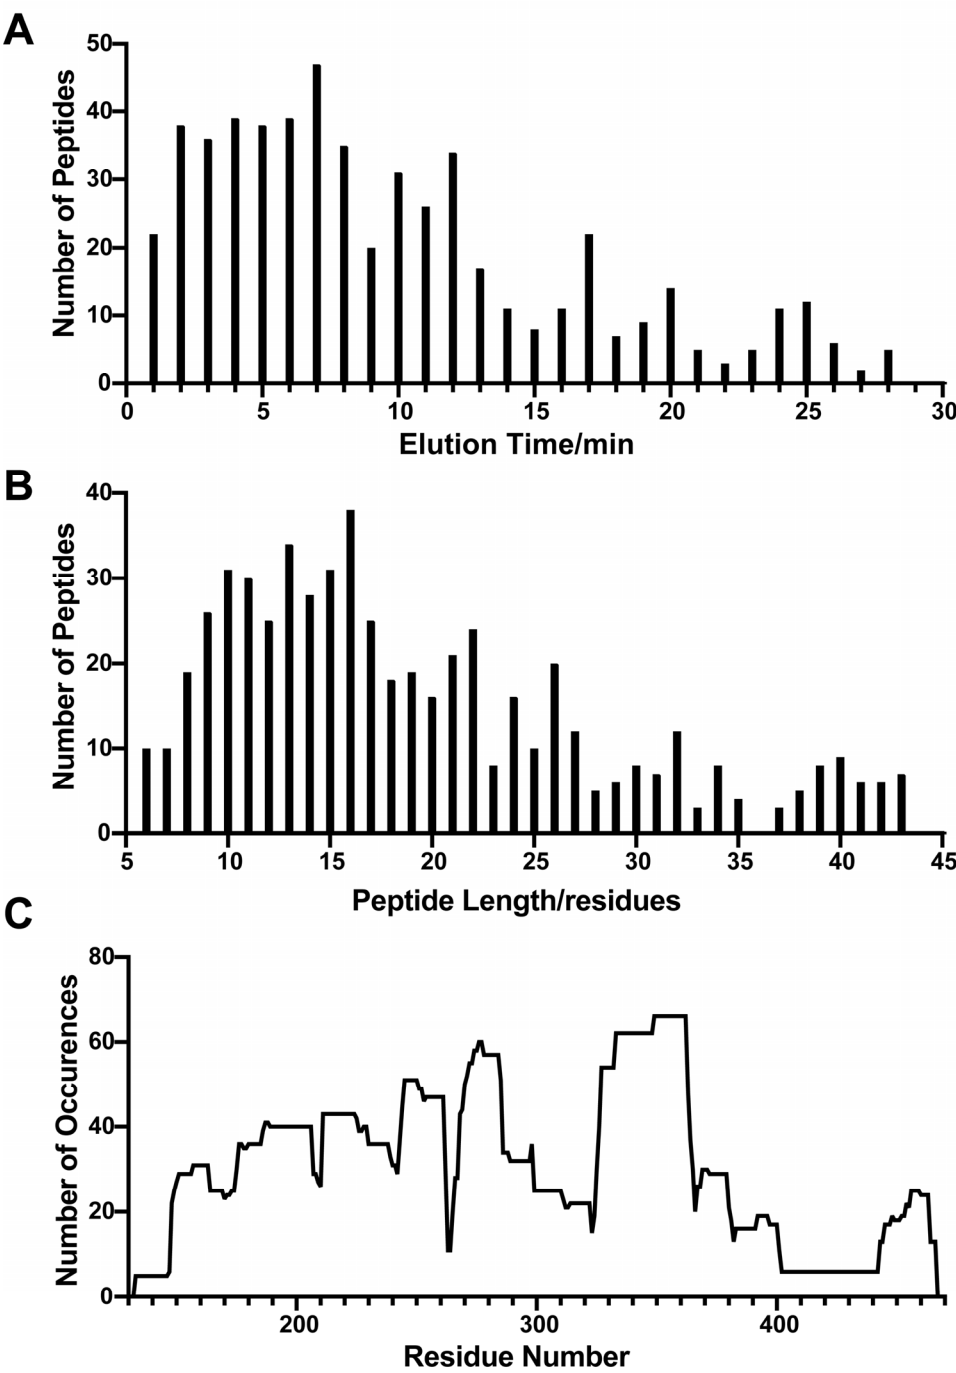 A
50
40
30
20
10
0
Number of Peptides
0 5 10 15 20 25 30
Elution Time/min
B
40
30
20
10
0
Number of Peptides
5 10 15 20 25 30 35 40 45
Peptide Length/residues
C
80
60
40
20
0
Number of Occurences
200 300 400
Residue Number